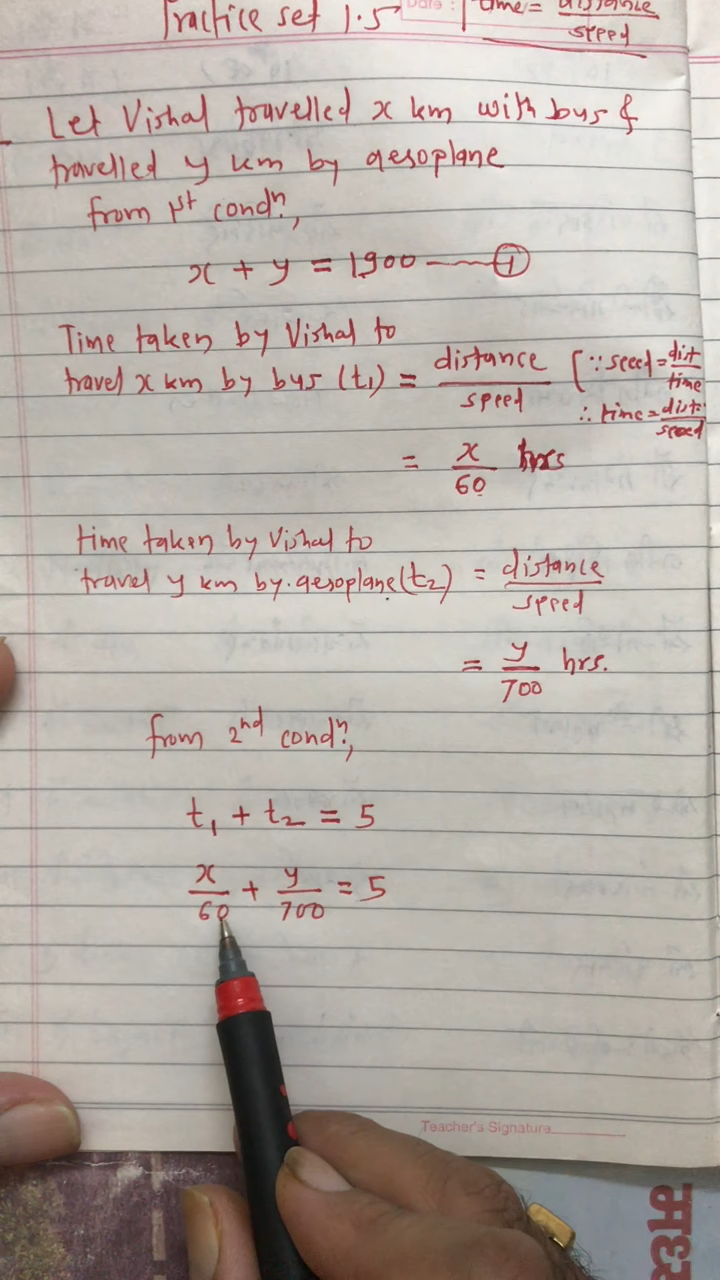 Practice set 1.5
Date :
time = distance / speed
Let Vishal travelled x km with bus &
travelled y km by aeroplane
from 1st condn,
x + y = 1900 —— ①
Time taken by Vishal to
travel x km by bus (t₁) = distance / speed [∵ speed = dist / time
∴ time = dist. / speed
= x / 60 hrs
time taken by Vishal to
travel y km by aeroplane (t₂) = distance / speed
= y / 700 hrs.
from 2nd condn,
t₁ + t₂ = 5
x / 60 + y / 700 = 5
Teacher's Signature